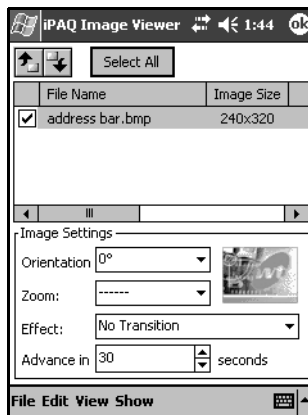 iPAQ Image Viewer 1:44 ok
Select All
File Name Image Size
address bar.bmp 240x320
Image Settings
Orientation 0°
Zoom: ------
Effect: No Transition
Advance in 30 seconds
File Edit View Show